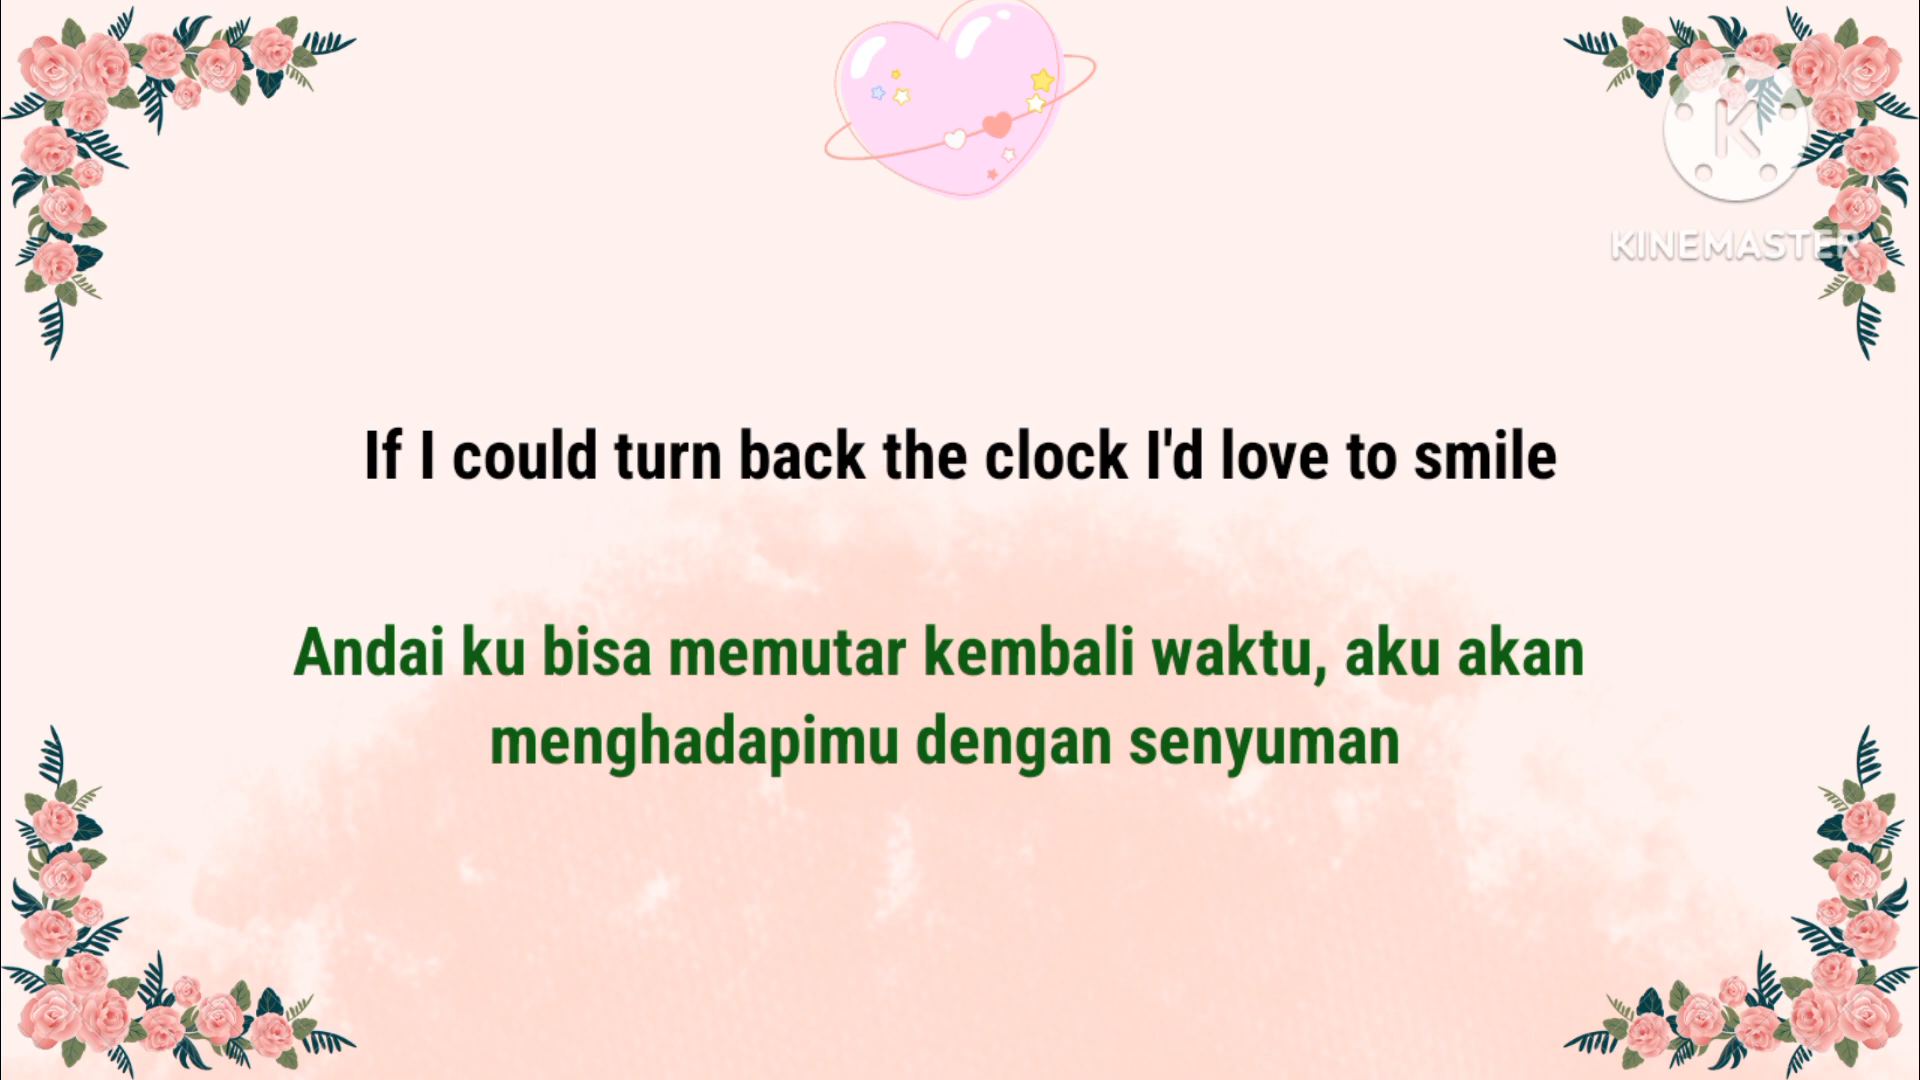 KINEMASTER
If I could turn back the clock I'd love to smile
Andai ku bisa memutar kembali waktu, aku akan
menghadapimu dengan senyuman